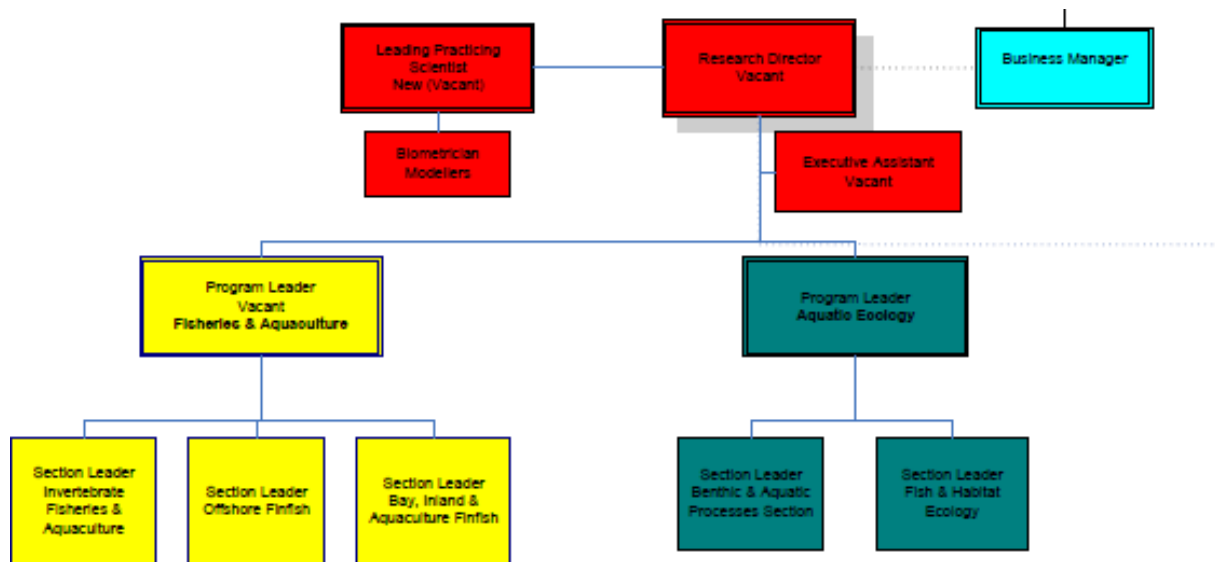 Leading Practicing
Scientist
New (Vacant)
Research Director
Vacant
Business Manager
Biometrician
Modellers
Executive Assistant
Vacant
Program Leader
Vacant
Fisheries & Aquaculture
Program Leader
Aquatic Ecology
Section Leader
Invertebrate
Fisheries &
Aquaculture
Section Leader
Offshore Finfish
Section Leader
Bay, Inland &
Aquaculture Finfish
Section Leader
Benthic & Aquatic
Processes Section
Section Leader
Fish & Habitat
Ecology